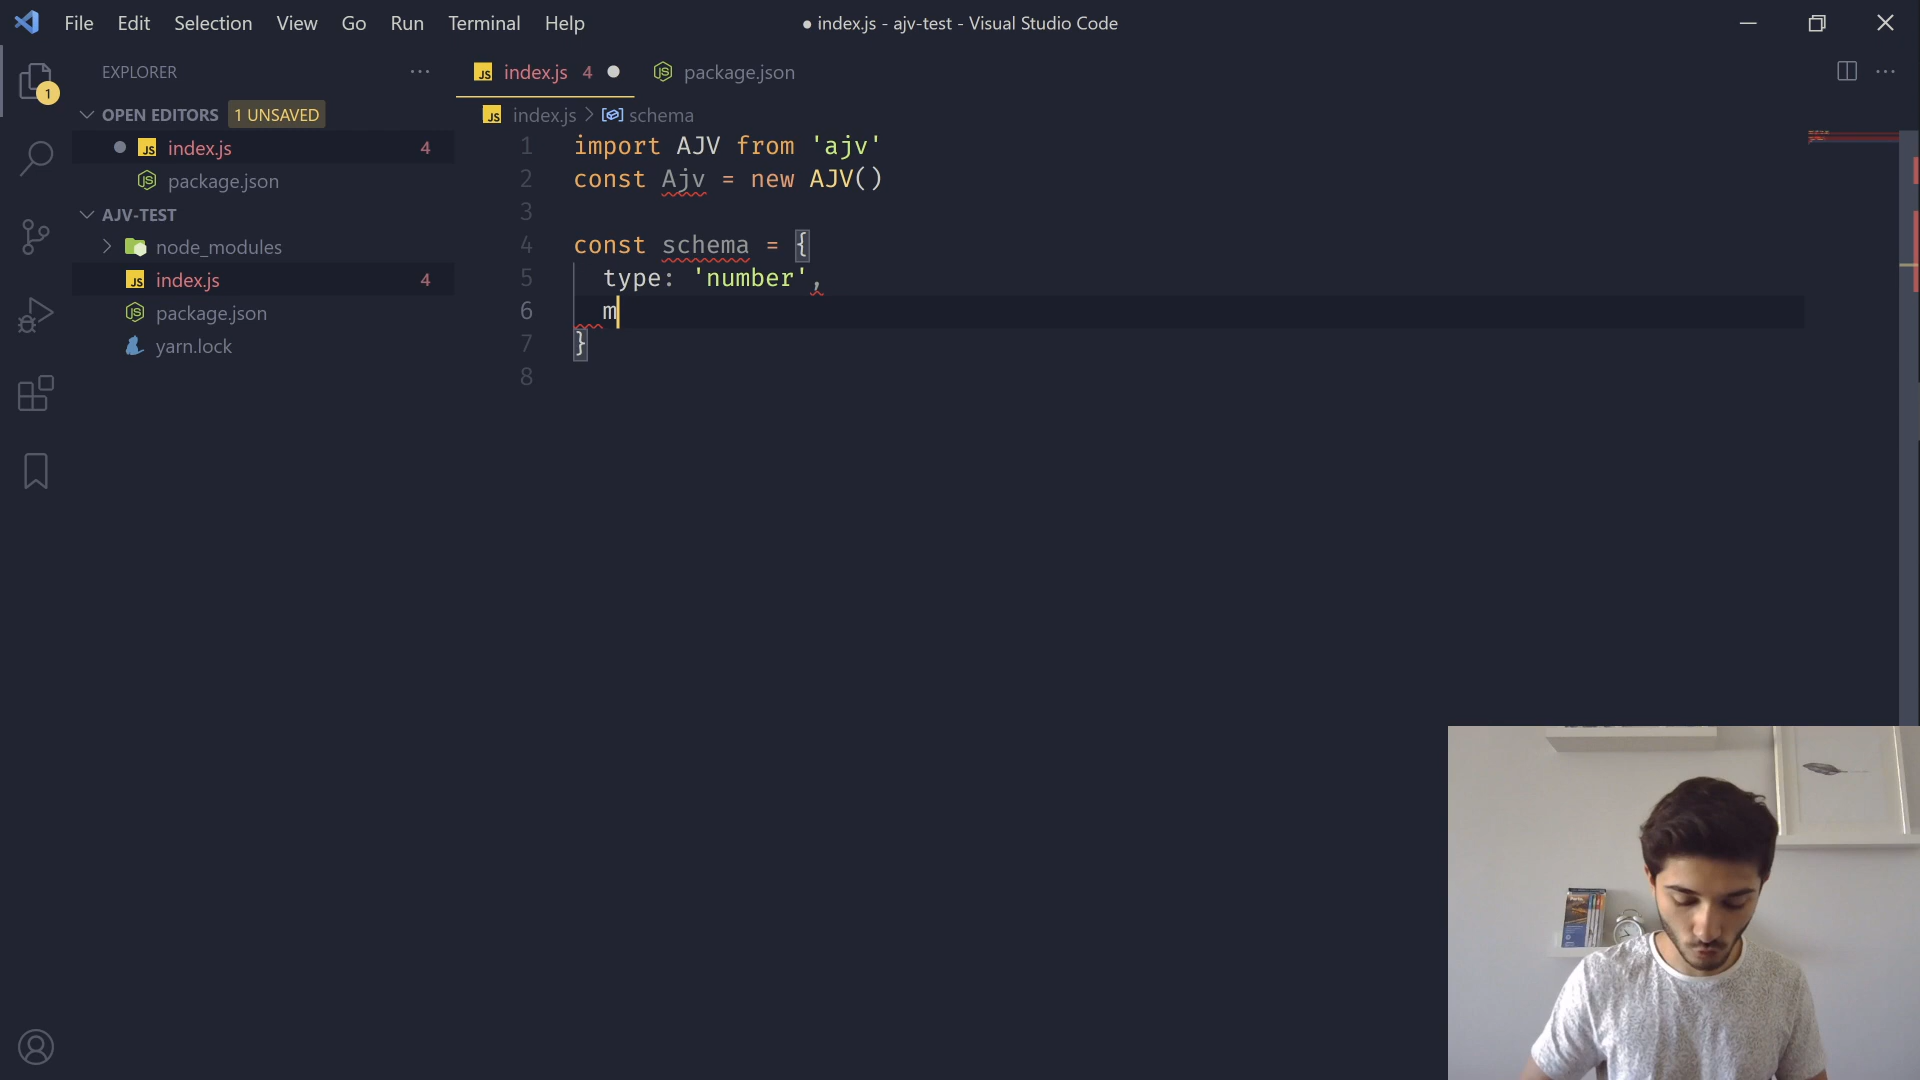 File Edit Selection View Go Run Terminal Help
● index.js - ajv-test - Visual Studio Code
EXPLORER
OPEN EDITORS 1 UNSAVED
index.js 4
package.json
AJV-TEST
node_modules
index.js 4
package.json
yarn.lock
1
JS index.js 4
package.json
JS index.js > schema
1 import AJV from 'ajv'
2 const Ajv = new AJV()
3
4 const schema = {
5 type: 'number',
6 m
7 }
8